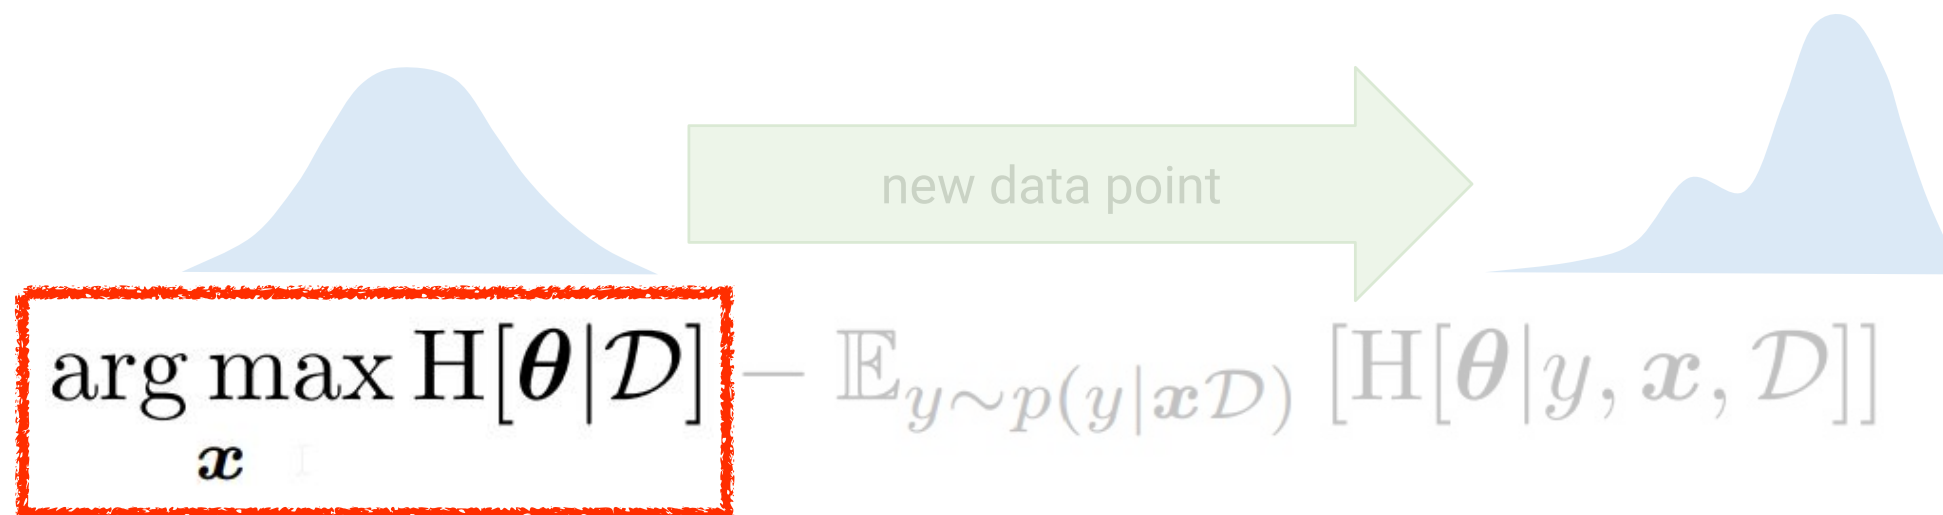 new data point
arg max H[θ|𝒟] − 𝔼_{y∼p(y|x𝒟)} [H[θ|y, x, 𝒟]]
x